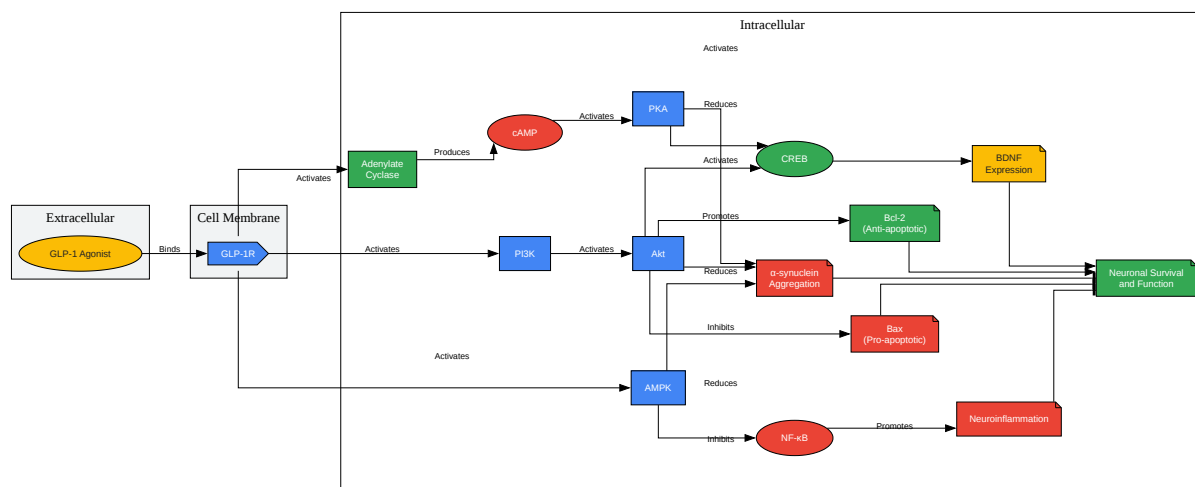 Intracellular
Activates
PKA
Reduces
Activates
cAMP
Produces
Adenylate
Cyclase
Activates
CREB
Activates
BDNF
Expression
Extracellular
GLP-1 Agonist
Binds
Cell Membrane
GLP-1R
Activates
PI3K
Activates
Akt
Promotes
Bcl-2
(Anti-apoptotic)
Reduces
α-synuclein
Aggregation
Neuronal Survival
and Function
Inhibits
Bax
(Pro-apoptotic)
Activates
AMPK
Reduces
Inhibits
NF-κB
Promotes
Neuroinflammation